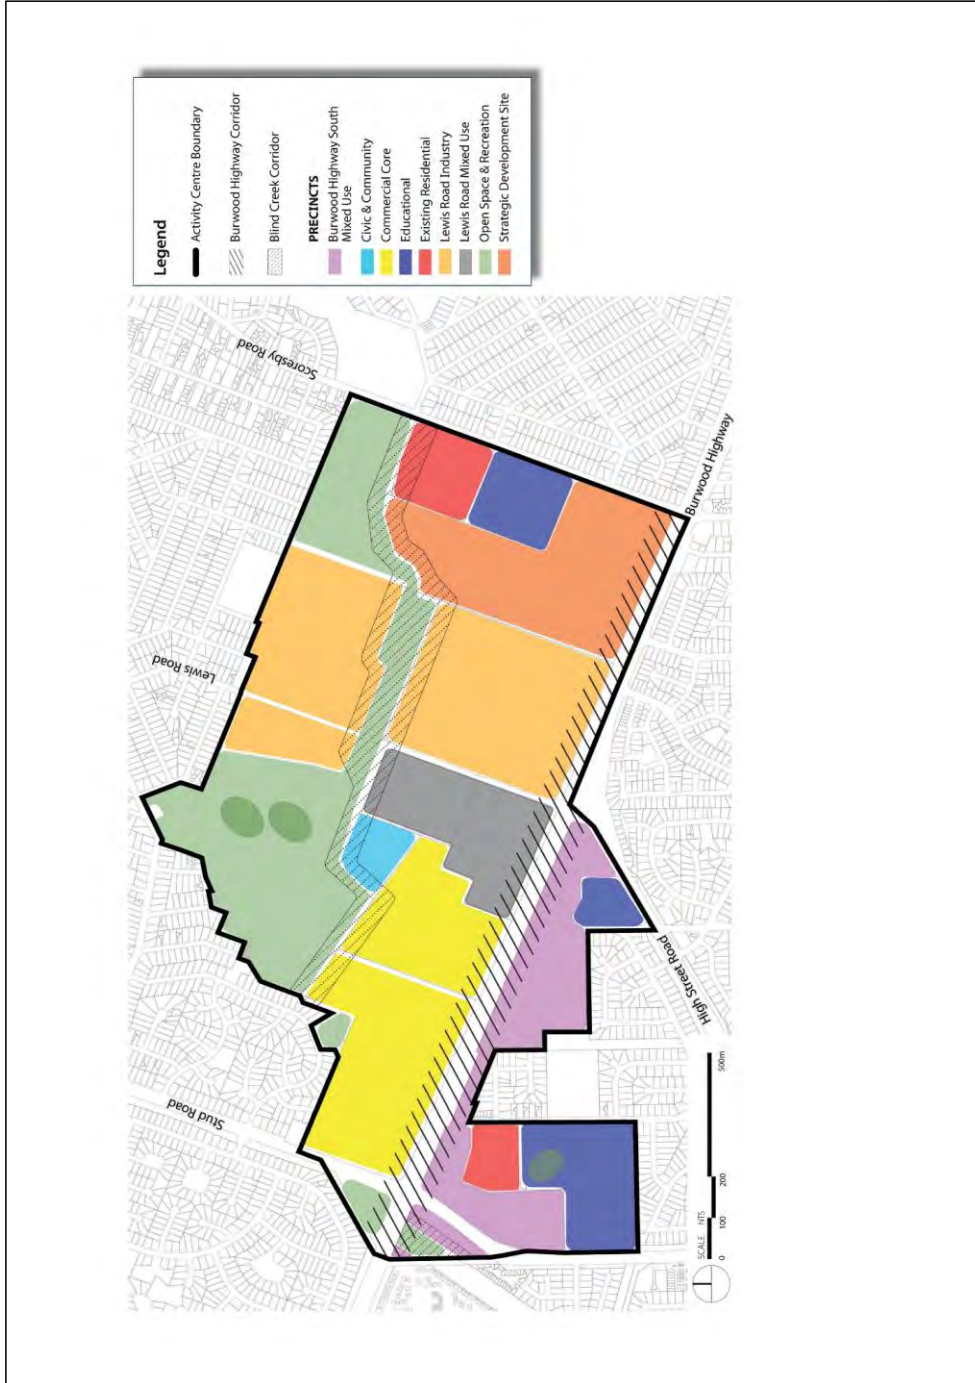 Legend
Activity Centre Boundary
Burwood Highway Corridor
Blind Creek Corridor
PRECINCTS
Burwood Highway South
Mixed Use
Civic & Community
Commercial Core
Educational
Existing Residential
Lewis Road Industry
Lewis Road Mixed Use
Open Space & Recreation
Strategic Development Site
Stud Road
Lewis Road
Scoresby Road
High Street Road
Burwood Highway
SCALE NTS
0 100 200 500m